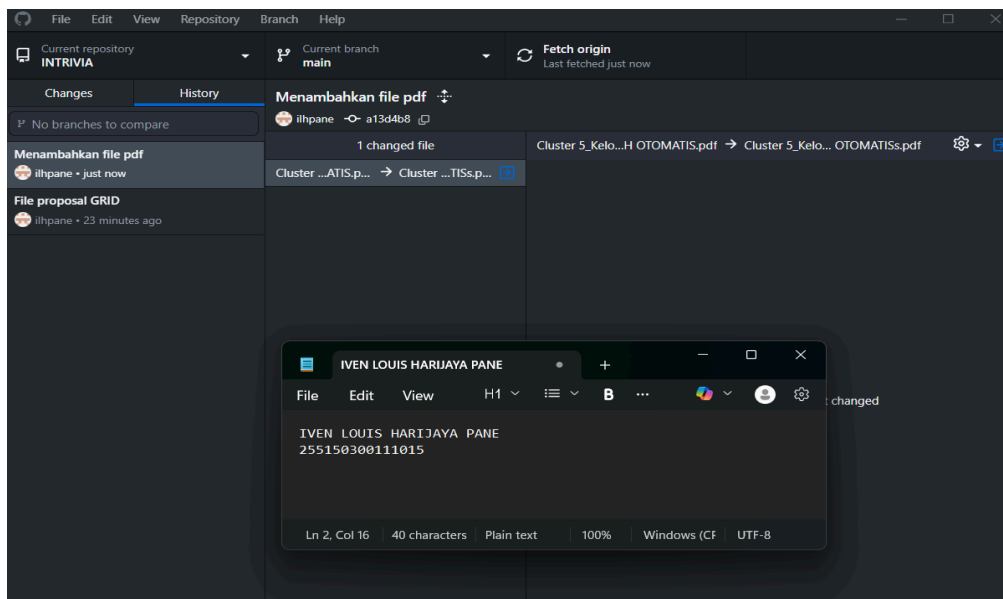 File Edit View Repository Branch Help
Current repository
INTRIVIA
Current branch
main
Fetch origin
Last fetched just now
Changes History
No branches to compare
Menambahkan file pdf
ilhpane • just now
File proposal GRID
ilhpane • 23 minutes ago
Menambahkan file pdf
ilhpane a13d4b8
1 changed file
Cluster ...ATIS.p... → Cluster ...TISs.p...
Cluster 5_Kelo...H OTOMATIS.pdf → Cluster 5_Kelo... OTOMATISs.pdf
changed
IVEN LOUIS HARIJAYA PANE
File Edit View H1 B ...
IVEN LOUIS HARIJAYA PANE
255150300111015
Ln 2, Col 16 40 characters Plain text 100% Windows (CF UTF-8